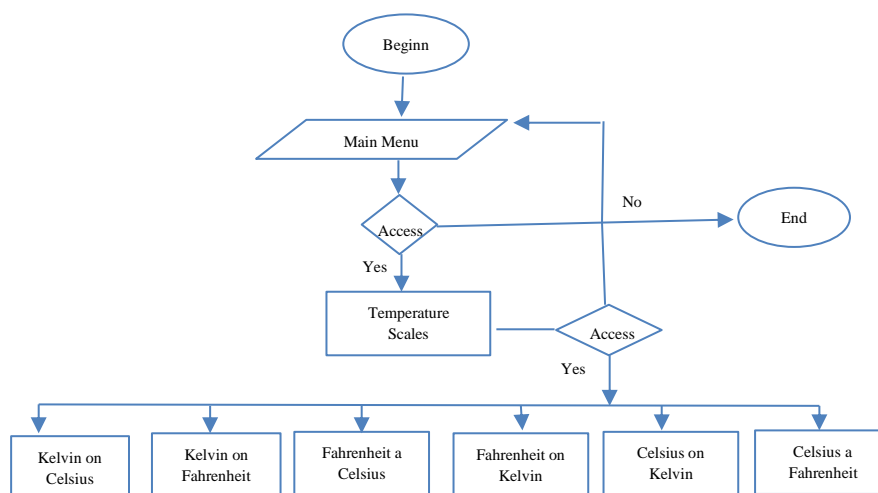 Beginn
Main Menu
No
Access
End
Yes
Temperature
Scales
Access
Yes
Kelvin on
Celsius
Kelvin on
Fahrenheit
Fahrenheit a
Celsius
Fahrenheit on
Kelvin
Celsius on
Kelvin
Celsius a
Fahrenheit